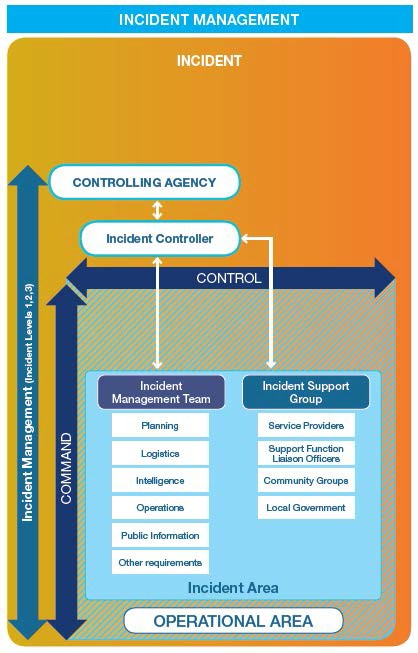 INCIDENT MANAGEMENT
INCIDENT
CONTROLLING AGENCY
Incident Controller
CONTROL
Incident Management (Incident Levels 1,2,3)
COMMAND
Incident
Management Team
Planning
Logistics
Intelligence
Operations
Public Information
Other requirements
Incident Support
Group
Service Providers
Support Function
Liaison Officers
Community Groups
Local Government
Incident Area
OPERATIONAL AREA